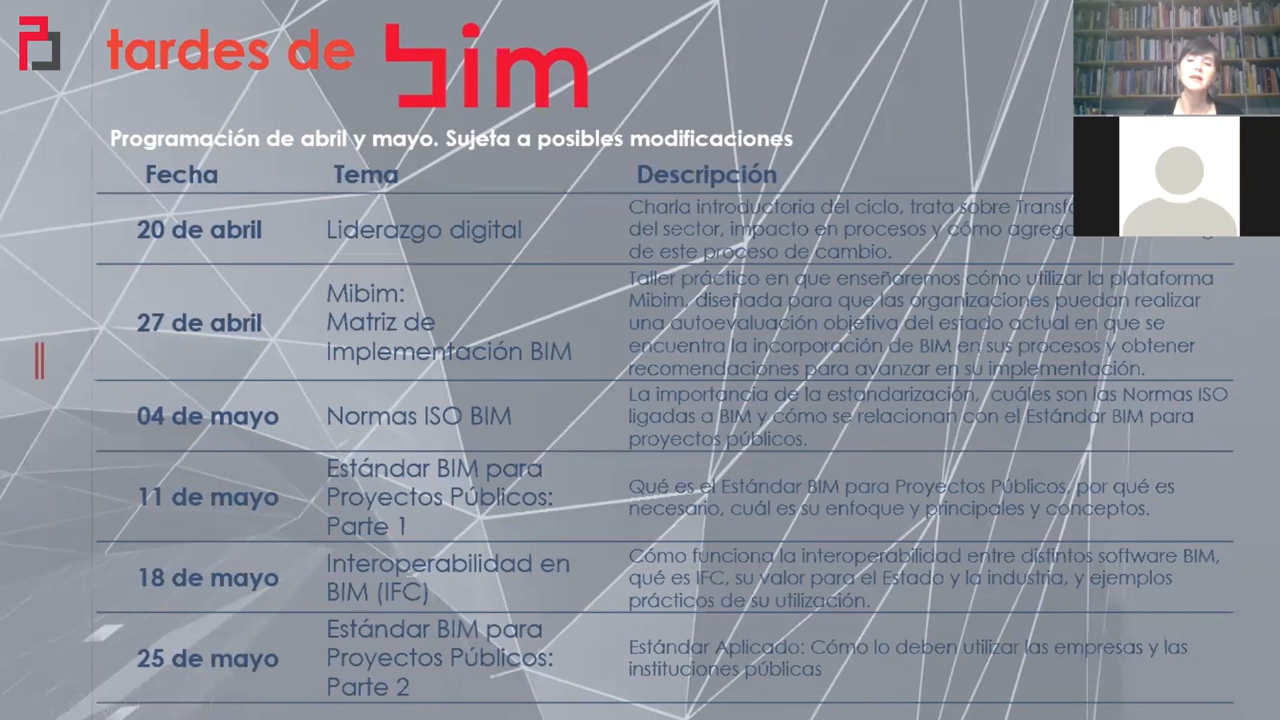 tardes de bim
Programación de abril y mayo. Sujeta a posibles modificaciones
Fecha Tema Descripción
20 de abril
Liderazgo digital
Charla introductoria del ciclo, trata sobre
del sector, impacto en procesos y cómo
de este proceso de cambio.
27 de abril
Mibim:
Matriz de
Implementación BIM
Taller práctico en que enseñaremos cómo utilizar la plataforma
Mibim, diseñada para que las organizaciones puedan realizar
una autoevaluación objetiva del estado actual en que se
encuentra la incorporación de BIM en sus procesos y obtener
recomendaciones para avanzar en su implementación.
04 de mayo
Normas ISO BIM
La importancia de la estandarización, cuáles son las Normas ISO
ligadas a BIM y cómo se relacionan con el Estándar BIM para
proyectos públicos.
11 de mayo
Estándar BIM para
Proyectos Públicos:
Parte 1
Qué es el Estándar BIM para Proyectos Públicos, por qué es
necesario, cuál es su enfoque y principales y conceptos.
18 de mayo
Interoperabilidad en
BIM (IFC)
Cómo funciona la interoperabilidad entre distintos software BIM,
qué es IFC, su valor para el Estado y la industria, y ejemplos
prácticos de su utilización.
25 de mayo
Estándar BIM para
Proyectos Públicos:
Parte 2
Estándar Aplicado: Cómo lo deben utilizar las empresas y las
instituciones públicas